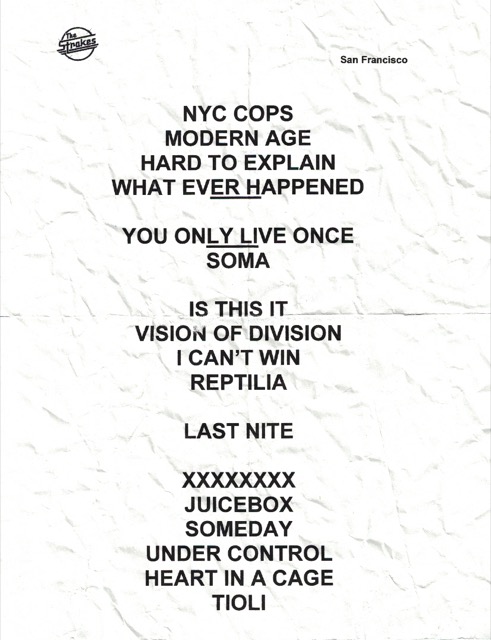 The
Strokes
San Francisco
NYC COPS
MODERN AGE
HARD TO EXPLAIN
WHAT EVER HAPPENED
YOU ONLY LIVE ONCE
SOMA
IS THIS IT
VISION OF DIVISION
I CAN'T WIN
REPTILIA
LAST NITE
XXXXXXXX
JUICEBOX
SOMEDAY
UNDER CONTROL
HEART IN A CAGE
TIOLI